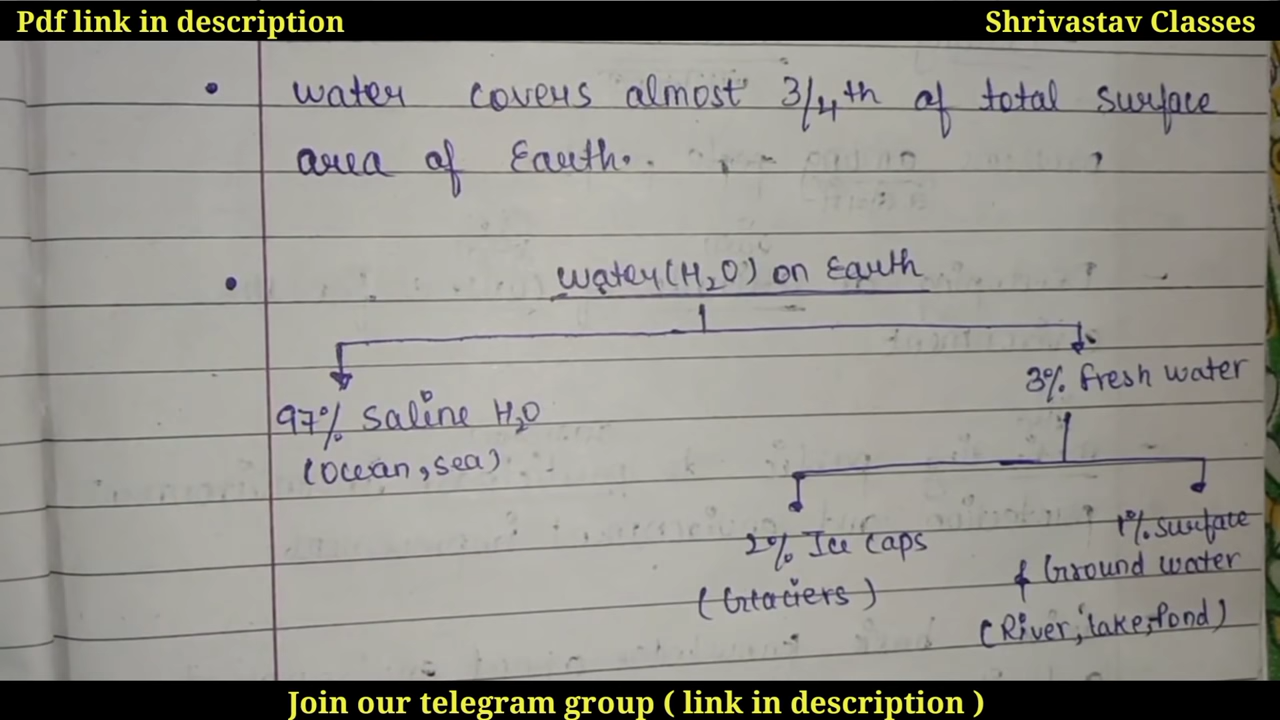 Pdf link in description
Shrivastav Classes
• water covers almost 3/4th of total surface
area of Earth.
• Water (H₂O) on Earth
97% Saline H₂O
(Ocean, sea)
3% fresh water
2% Ice Caps
(Glaciers)
1% surface
& Ground water
(River, lake, Pond)
Join our telegram group ( link in description )